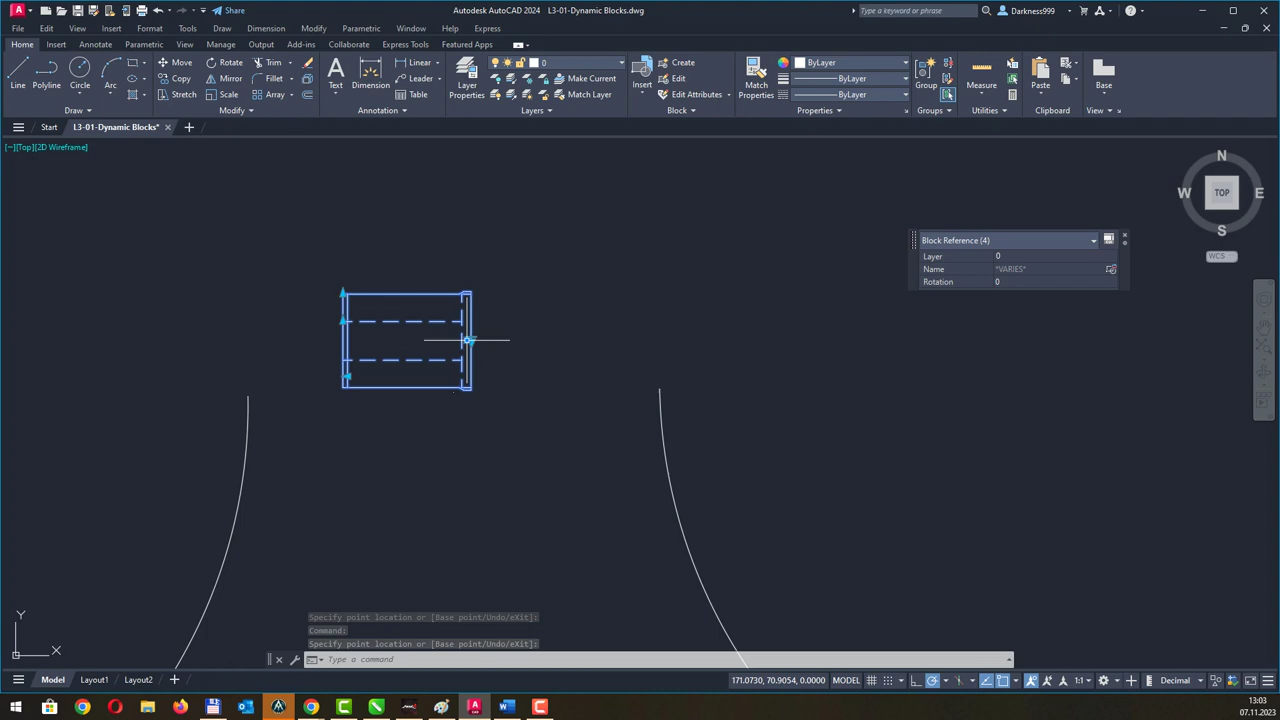 Share
Autodesk AutoCAD 2024 L3-01-Dynamic Blocks.dwg
Type a keyword or phrase
Darkness999
File Edit View Insert Format Tools Draw Dimension Modify Parametric Window Help Express
Home Insert Annotate Parametric View Manage Output Add-ins Collaborate Express Tools Featured Apps
Line Polyline Circle Arc
Move Rotate Trim
Copy Mirror Fillet
Stretch Scale Array
Text Dimension
Linear
Leader
Table
Layer Properties
0
Make Current
Match Layer
Insert
Create
Edit
Edit Attributes
Match Properties
ByLayer
ByLayer
ByLayer
Group
Measure
Paste
Base
Draw Modify Annotation Layers Block Properties Groups Utilities Clipboard View
Start L3-01-Dynamic Blocks*
[−][Top][2D Wireframe]
N
W TOP E
S
WCS
Block Reference (4)
Layer 0
Name *VARIES*
Rotation 0
Specify point location or [Base point/Undo/eXit]:
Command:
Specify point location or [Base point/Undo/eXit]:
Type a command
Y
X
Model Layout1 Layout2
171.0730, 70.9054, 0.0000 MODEL
1:1
Decimal
13:03
07.11.2023